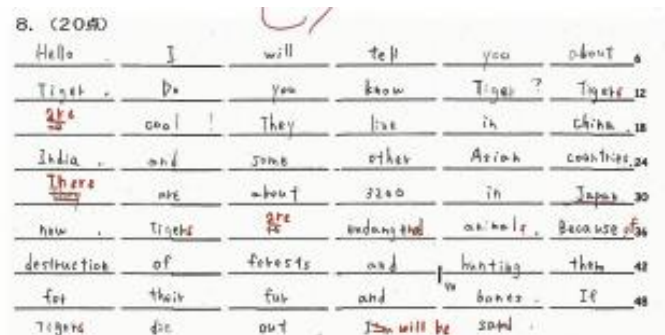 8. (20点)
Hello . I will tell you about 6
Tiger . Do you know Tiger ? Tigers 12
are cool ! They live in China . 18
India . and some other Asian countries. 24
There are about 3200 in Japan 30
now . Tigers are endangered animals . Because of 36
destruction of forests and hunting them 42
for their fur and bones . If 48
Tigers die out will be sand .